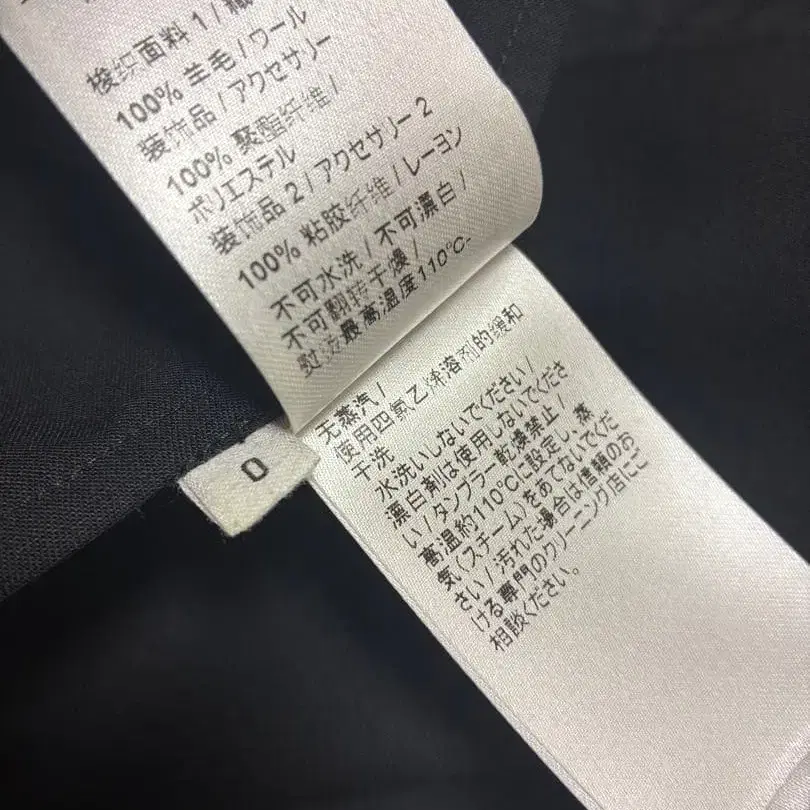 梭织面料 1 / 織
100% 羊毛 / ウール
装饰品 / アクセサリー
100% 聚酯纤维 /
ポリエステル
装饰品 2 / アクセサリー 2
100% 粘胶纤维 / レーヨン
不可水洗 / 不可漂白 /
不可翻转干燥 /
熨烫最高温度110°C-
无蒸汽 /
使用四氯乙烯溶剂的缓和
干洗
水洗いしないでください /
漂白剤は使用しないでくださ
い / タンブラー乾燥禁止 /
高温約110°Cに設定し、蒸
気(スチーム)をあてないでくだ
さい / 汚れた場合は信頼のお
ける専門のクリーニング店にご
相談ください。
0